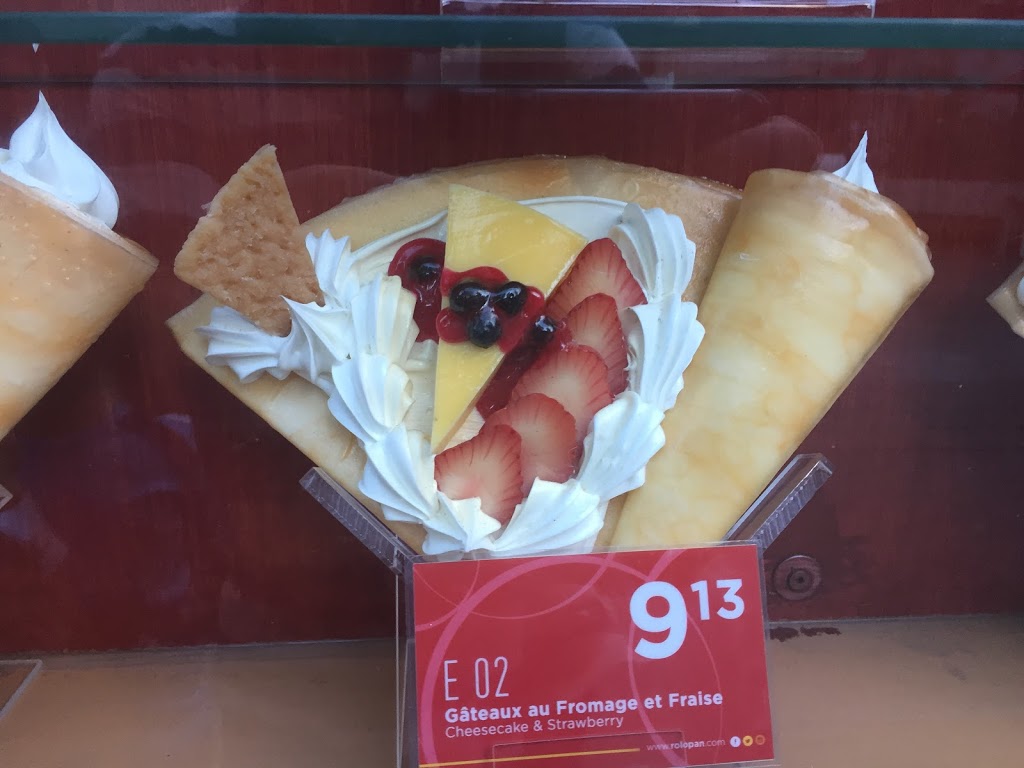 9¹³
E 02
Gâteaux au Fromage et Fraise
Cheesecake & Strawberry
www.rolopan.com